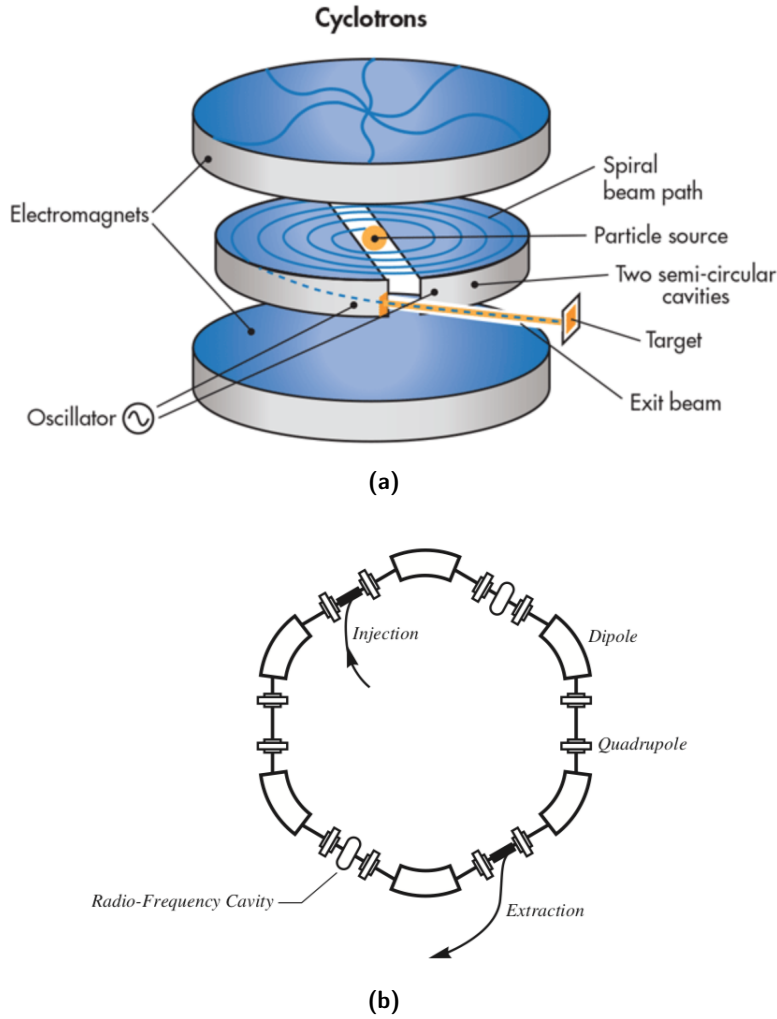 Cyclotrons
Spiral
beam path
Electromagnets
Particle source
Two semi-circular
cavities
Target
Exit beam
Oscillator
(a)
Injection
Dipole
Quadrupole
Radio-Frequency Cavity
Extraction
(b)